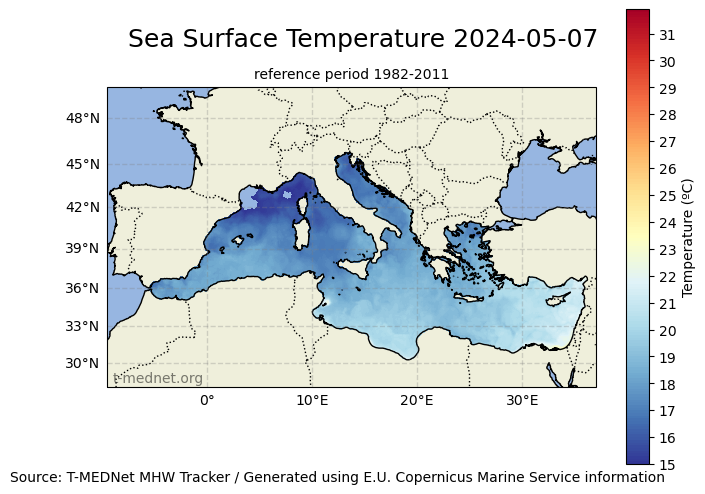 Sea Surface Temperature 2024-05-07
reference period 1982-2011
48°N
45°N
42°N
39°N
36°N
33°N
30°N
0°
10°E
20°E
30°E
t-mednet.org
31
30
29
28
27
26
25
24
23
22
21
20
19
18
17
16
15
Temperature (ºC)
Source: T-MEDNet MHW Tracker / Generated using E.U. Copernicus Marine Service information